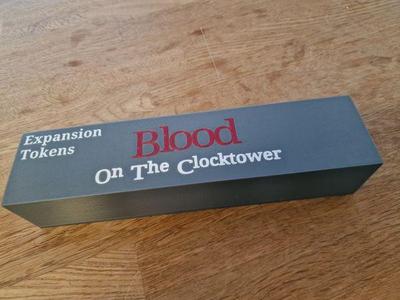 Expansion
Tokens
Blood
On The Clocktower